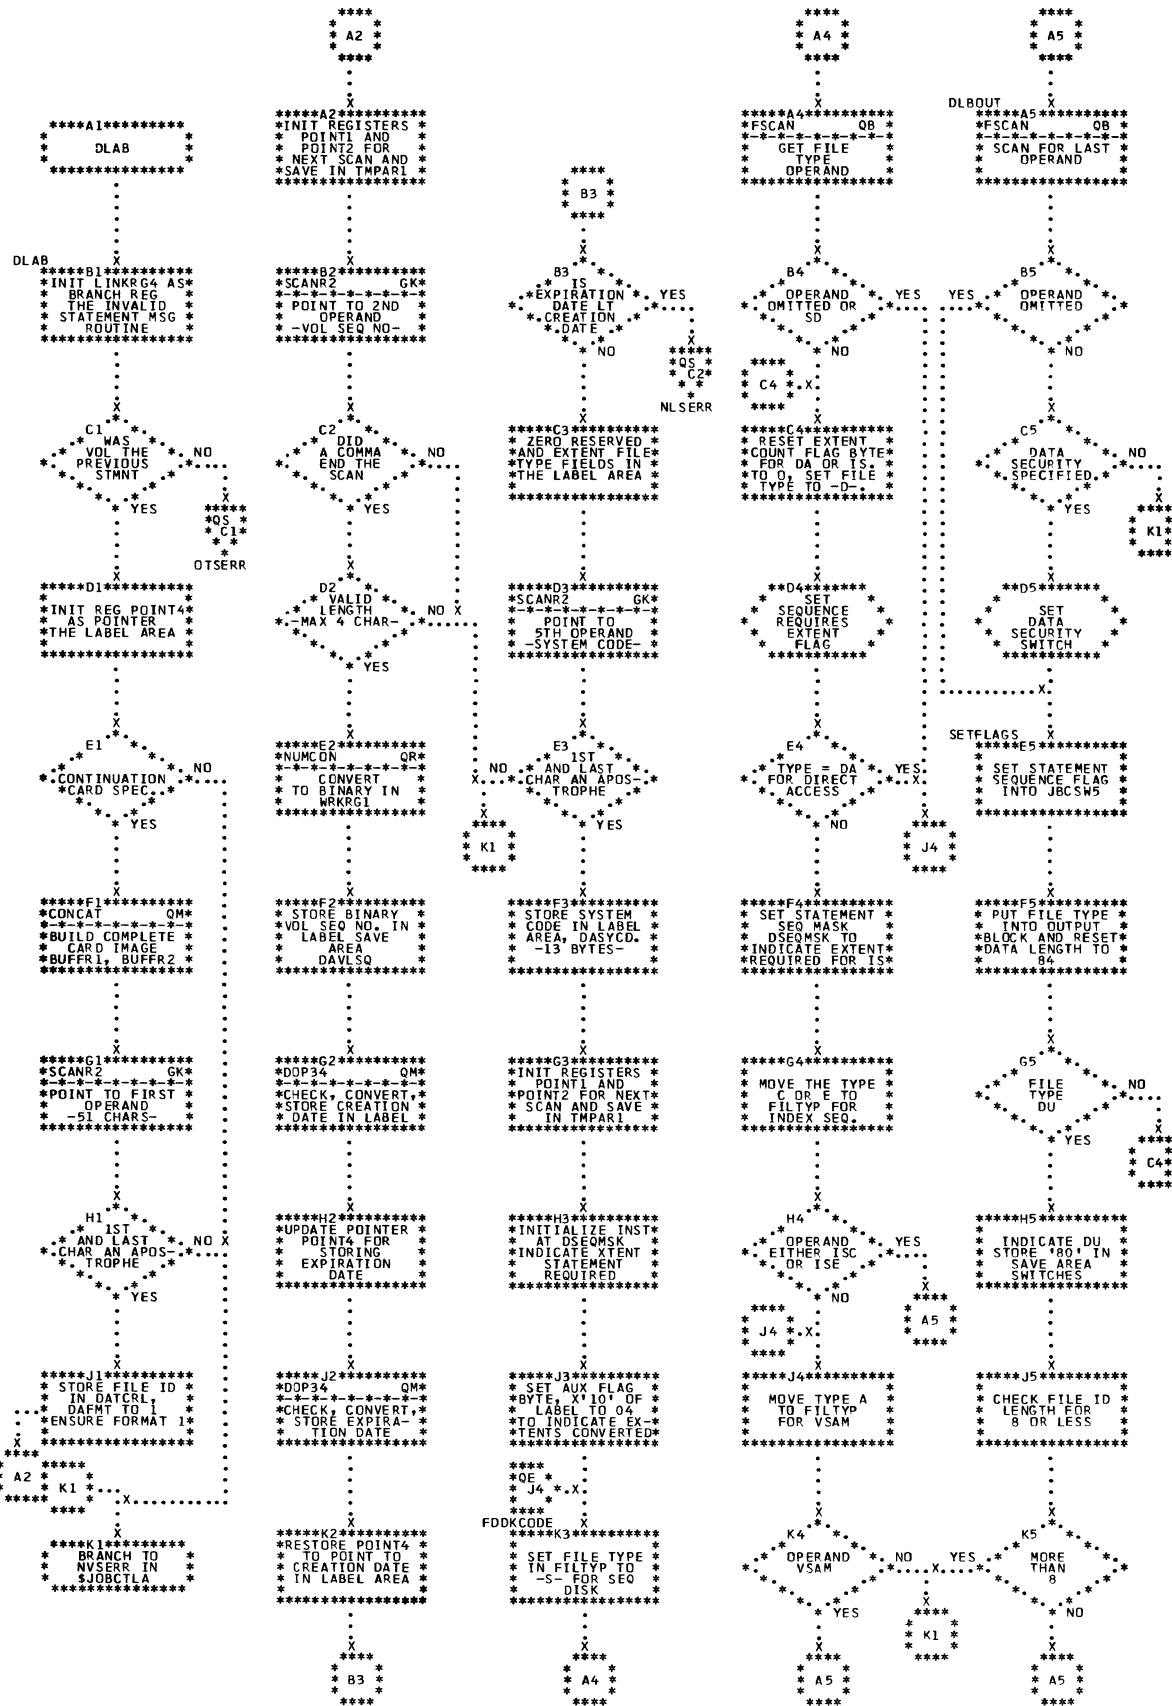 A2
A4
A5
A1
DLAB
DLAB
B1
INIT LINKRG4 AS
BRANCH REG
THE INVALID
STATEMENT MSG
ROUTINE
C1
WAS
VOL THE
PREVIOUS
STMNT
NO
YES
QS
C1
OTSERR
D1
INIT REG POINT4
AS POINTER
THE LABEL AREA
E1
CONTINUATION
CARD SPEC.
NO
YES
F1
CONCAT QM
BUILD COMPLETE
CARD IMAGE
BUFFR1, BUFFR2
G1
SCANR2 GK
POINT TO FIRST
OPERAND
-51 CHARS-
H1
1ST
AND LAST
CHAR AN APOS-
TROPHE
NO
YES
J1
STORE FILE ID
IN DATCRL,
DAFMT TO 1
ENSURE FORMAT 1
A2
K1
K1
BRANCH TO
NVSERR IN
$JOBCTLA
A2
INIT REGISTERS
POINT1 AND
POINT2 FOR
NEXT SCAN AND
SAVE IN TMPAR1
B2
SCANR2 GK
POINT TO 2ND
OPERAND
-VOL SEQ NO-
C2
DID
A COMMA
END THE
SCAN
NO
YES
D2
VALID
LENGTH
-MAX 4 CHAR-
NO
YES
E2
NUMCON QR
CONVERT
TO BINARY IN
WRKRG1
F2
STORE BINARY
VOL SEQ NO. IN
LABEL SAVE
AREA
DAVLSQ
G2
DOP34 QM
CHECK, CONVERT,
STORE CREATION
DATE IN LABEL
H2
UPDATE POINTER
POINT4 FOR
STORING
EXPIRATION
DATE
J2
DOP34 QM
CHECK, CONVERT,
STORE EXPIRA-
TION DATE
K2
RESTORE POINT4
TO POINT TO
CREATION DATE
IN LABEL AREA
B3
B3
B3
IS
EXPIRATION
DATE LT
CREATION
DATE
YES
NO
QS
C2
NLSERR
C3
ZERO RESERVED
AND EXTENT FILE
TYPE FIELDS IN
THE LABEL AREA
D3
SCANR2 GK
POINT TO
5TH OPERAND
-SYSTEM CODE-
E3
1ST
AND LAST
CHAR AN APOS-
TROPHE
NO
YES
K1
F3
STORE SYSTEM
CODE IN LABEL
AREA, DASYCD.
-13 BYTES-
G3
INIT REGISTERS
POINT1 AND
POINT2 FOR NEXT
SCAN AND SAVE
IN TMPAR1
H3
INITIALIZE INST
AT DSEQMSK
INDICATE XTENT
STATEMENT
REQUIRED
J3
SET AUX FLAG
BYTE, X'10' OF
LABEL TO 04
TO INDICATE EX-
TENTS CONVERTED
QE
J4
FDDKCODE
K3
SET FILE TYPE
IN FILTYP TO
-S- FOR SEQ
DISK
A4
A4
FSCAN QB
GET FILE
TYPE
OPERAND
B4
OPERAND
OMITTED OR
SD
YES
NO
C4
C4
RESET EXTENT
COUNT FLAG BYTE
FOR DA OR IS.
TO 0, SET FILE
TYPE TO -D-.
D4
SET
SEQUENCE
REQUIRES
EXTENT
FLAG
E4
TYPE = DA
FOR DIRECT
ACCESS
YES
NO
J4
F4
SET STATEMENT
SEQ MASK
DSEQMSK TO
INDICATE EXTENT
REQUIRED FOR IS
G4
MOVE THE TYPE
C OR E TO
FILTYP FOR
INDEX SEQ.
H4
OPERAND
EITHER ISC
OR ISE
YES
NO
A5
J4
J4
MOVE TYPE A
TO FILTYP
FOR VSAM
K4
OPERAND
VSAM
NO
YES
K1
A5
DLBOUT
A5
FSCAN QB
SCAN FOR LAST
OPERAND
B5
OPERAND
OMITTED
YES
NO
C5
DATA
SECURITY
SPECIFIED.
NO
YES
K1
D5
SET
DATA
SECURITY
SWITCH
SETFLAGS
E5
SET STATEMENT
SEQUENCE FLAG
INTO JBCSW5
F5
PUT FILE TYPE
INTO OUTPUT
BLOCK AND RESET
DATA LENGTH TO
84
G5
FILE
TYPE
DU
NO
YES
C4
H5
INDICATE DU
STORE '80' IN
SAVE AREA
SWITCHES
J5
CHECK FILE ID
LENGTH FOR
8 OR LESS
K5
MORE
THAN
8
YES
NO
A5